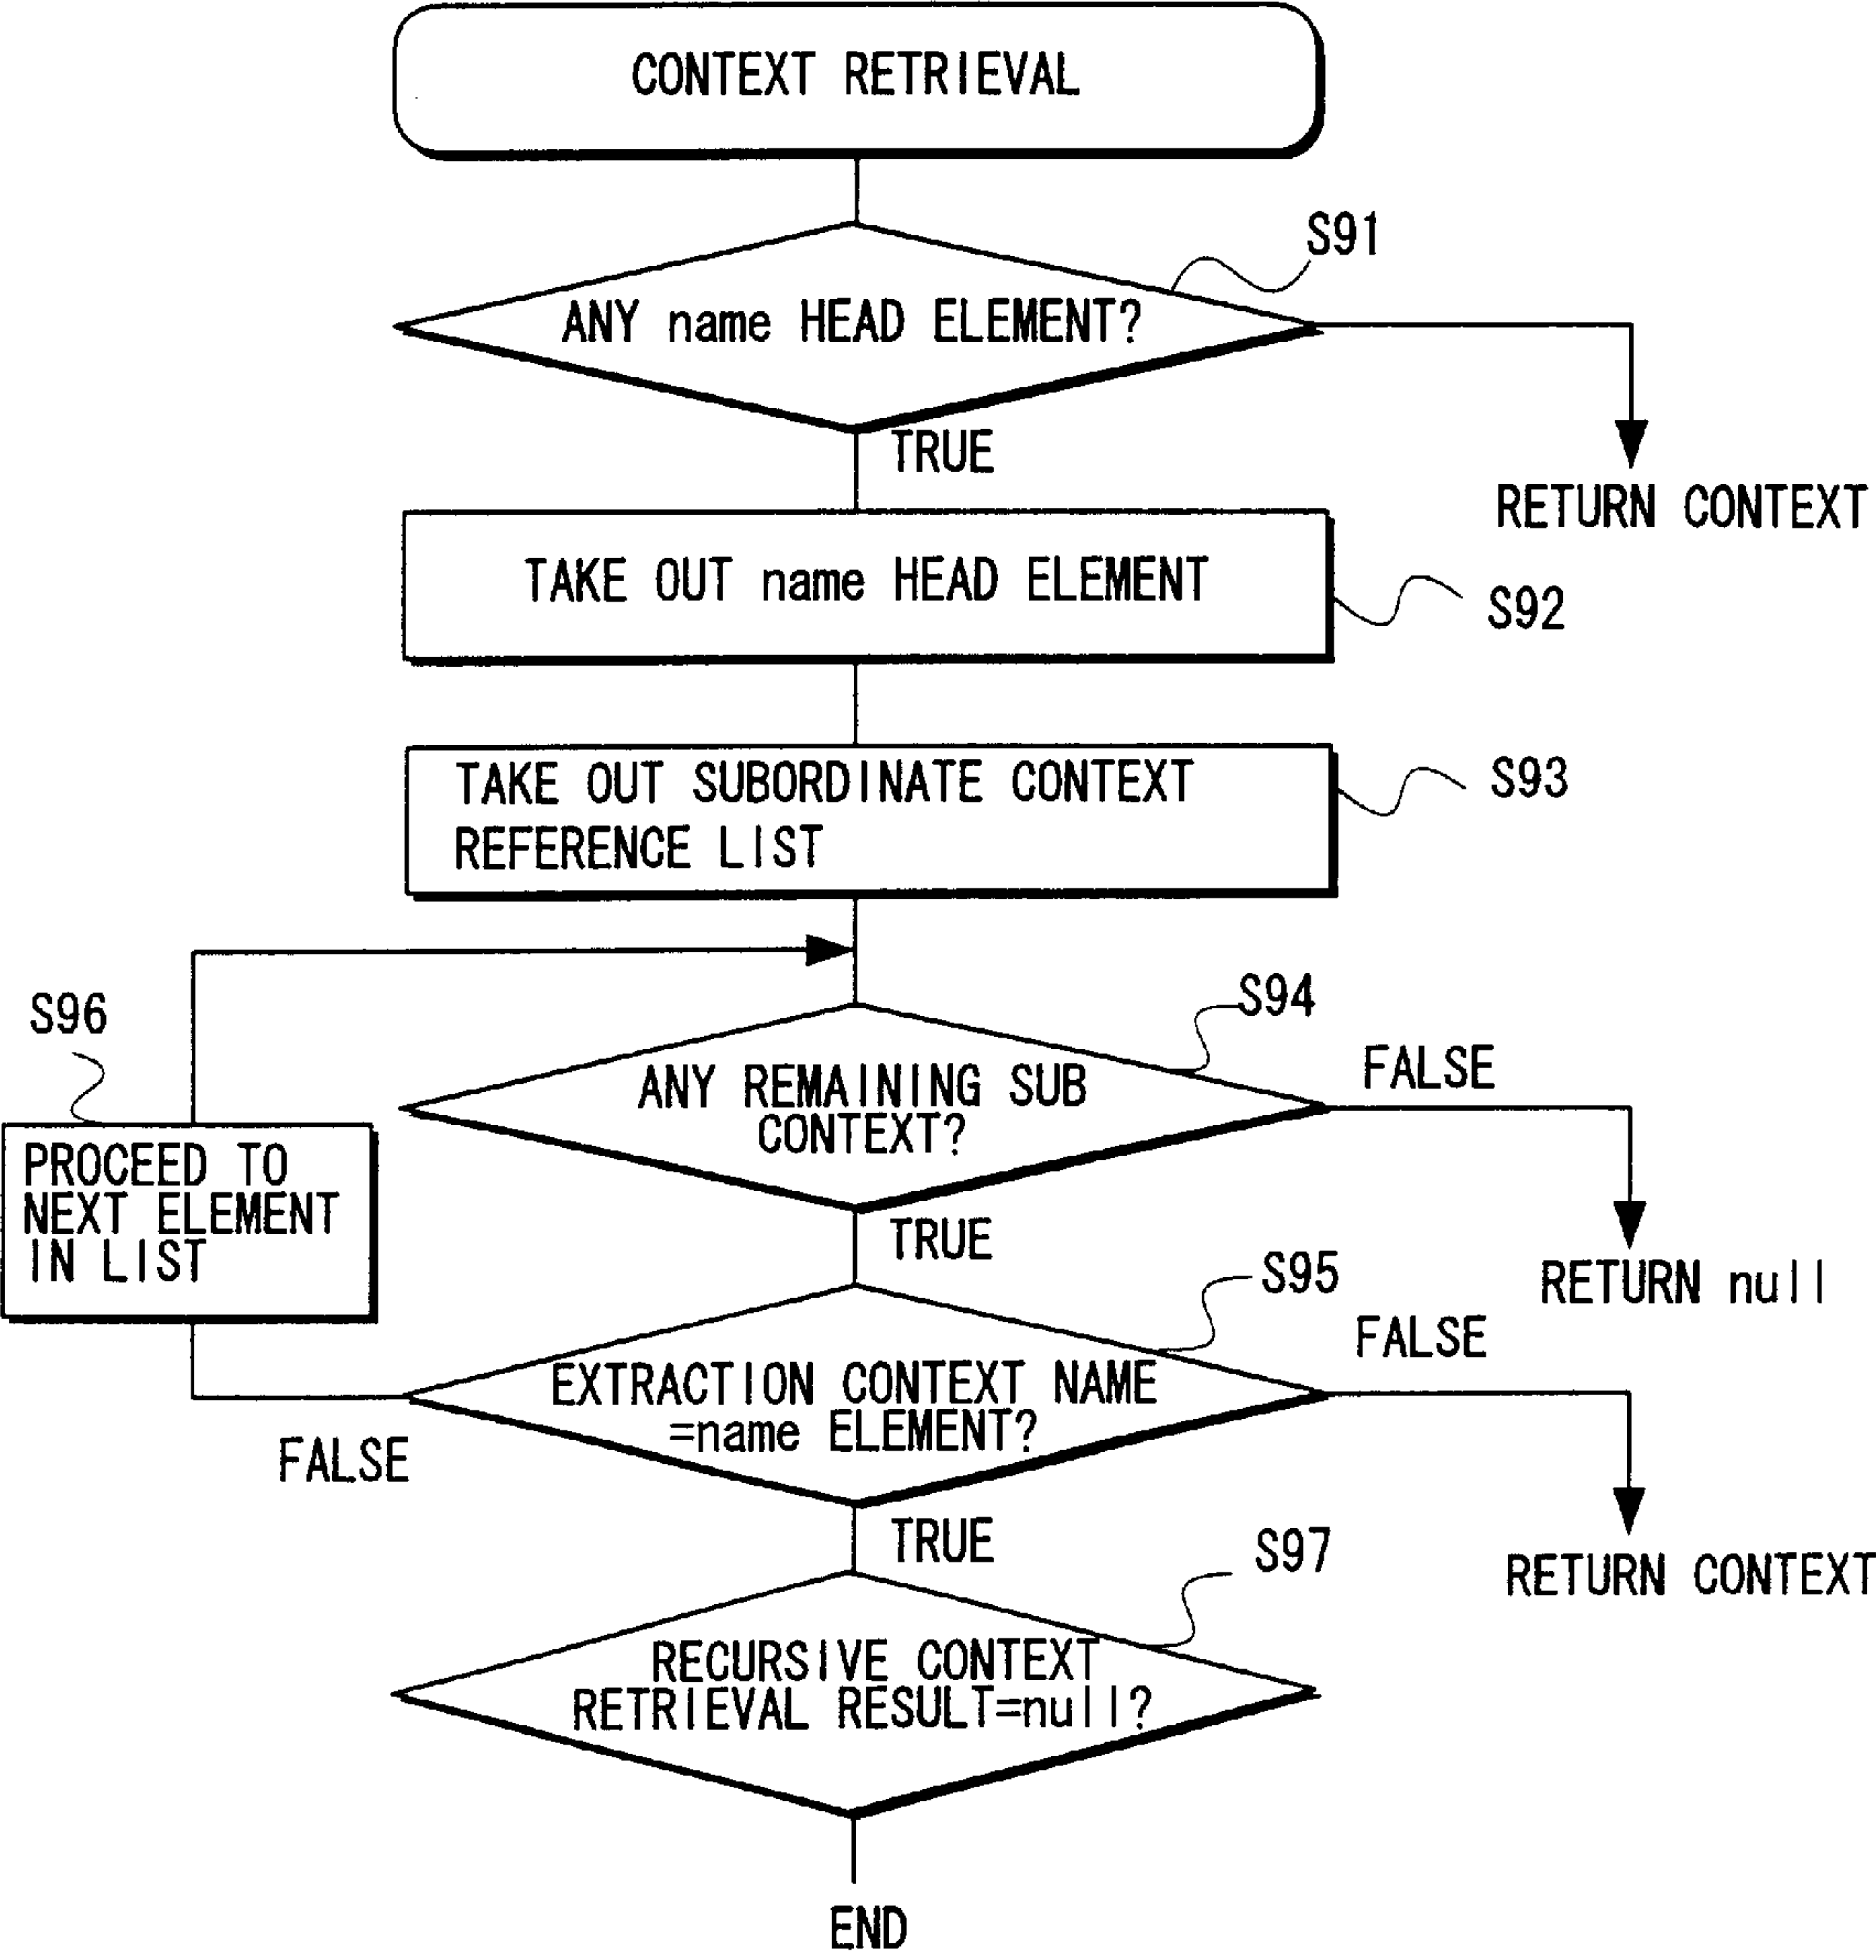 CONTEXT RETRIEVAL
S91
ANY name HEAD ELEMENT?
TRUE
RETURN CONTEXT
TAKE OUT name HEAD ELEMENT
S92
TAKE OUT SUBORDINATE CONTEXT
REFERENCE LIST
S93
S96
S94
ANY REMAINING SUB
CONTEXT?
FALSE
PROCEED TO
NEXT ELEMENT
IN LIST
TRUE
RETURN null
S95
EXTRACTION CONTEXT NAME
=name ELEMENT?
FALSE
FALSE
TRUE
RETURN CONTEXT
S97
RECURSIVE CONTEXT
RETRIEVAL RESULT=null?
END